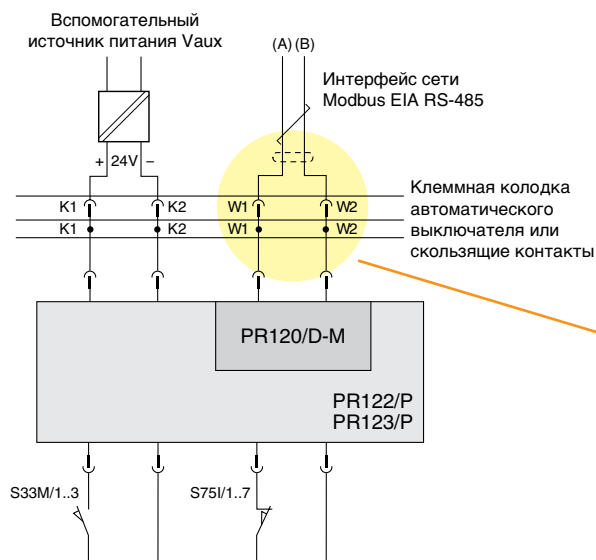 Вспомогательный
источник питания Vaux
(A) (B)
Интерфейс сети
Modbus EIA RS-485
+ 24V –
Клеммная колодка
автоматического
выключателя или
скользящие контакты
K1 K2 W1 W2
K1 K2 W1 W2
PR120/D-M
PR122/P
PR123/P
S33M/1..3 S75I/1..7